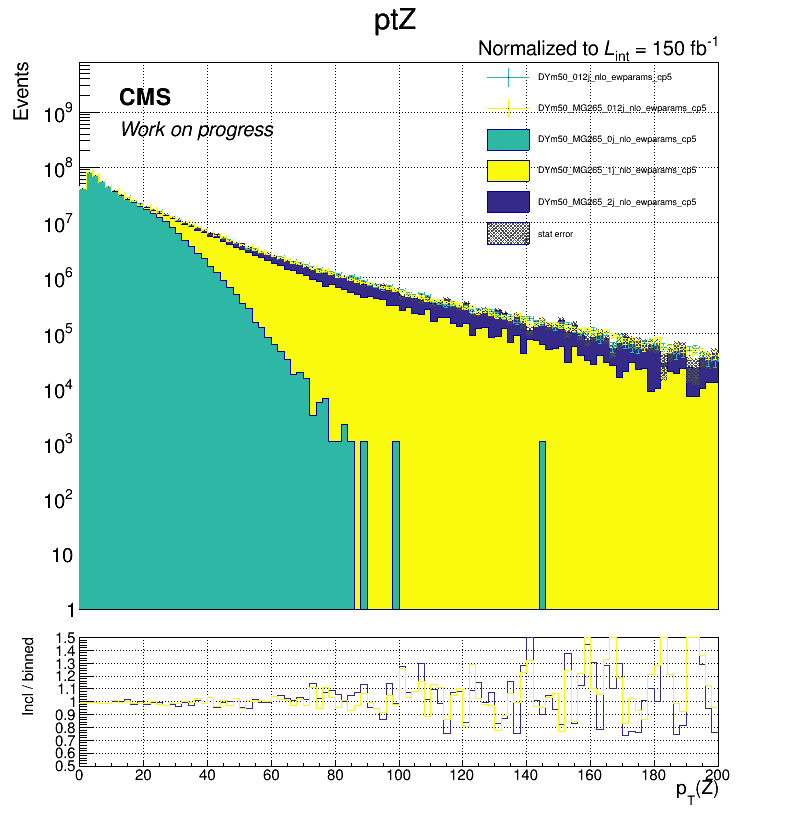 ptZ
Normalized to L_int = 150 fb^-1
Events
CMS
Work on progress
DYm50_012j_nlo_ewparams_cp5
DYm50_MG265_012j_nlo_ewparams_cp5
DYm50_MG265_0j_nlo_ewparams_cp5
DYm50_MG265_1j_nlo_ewparams_cp5
DYm50_MG265_2j_nlo_ewparams_cp5
stat error
10^9
10^8
10^7
10^6
10^5
10^4
10^3
10^2
10
1
Incl / binned
1.5
1.4
1.3
1.2
1.1
1
0.9
0.8
0.7
0.6
0.5
0 20 40 60 80 100 120 140 160 180 200
p_T(Z)